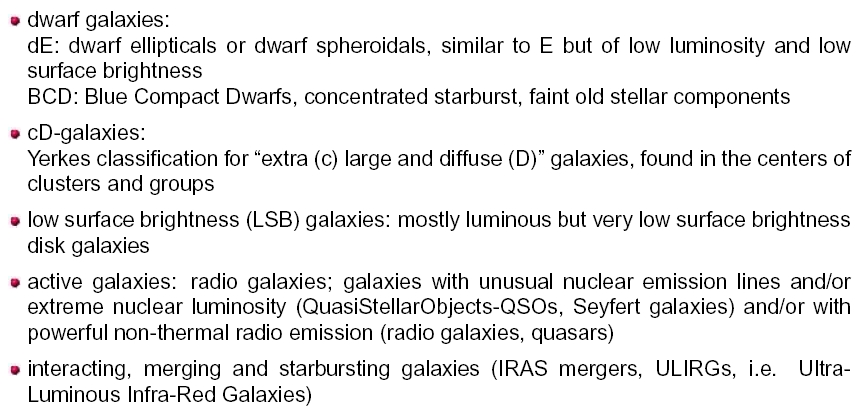 dwarf galaxies:
dE: dwarf ellipticals or dwarf spheroidals, similar to E but of low luminosity and low
surface brightness
BCD: Blue Compact Dwarfs, concentrated starburst, faint old stellar components
cD-galaxies:
Yerkes classification for “extra (c) large and diffuse (D)” galaxies, found in the centers of
clusters and groups
low surface brightness (LSB) galaxies: mostly luminous but very low surface brightness
disk galaxies
active galaxies: radio galaxies; galaxies with unusual nuclear emission lines and/or
extreme nuclear luminosity (QuasiStellarObjects-QSOs, Seyfert galaxies) and/or with
powerful non-thermal radio emission (radio galaxies, quasars)
interacting, merging and starbursting galaxies (IRAS mergers, ULIRGs, i.e. Ultra-
Luminous Infra-Red Galaxies)